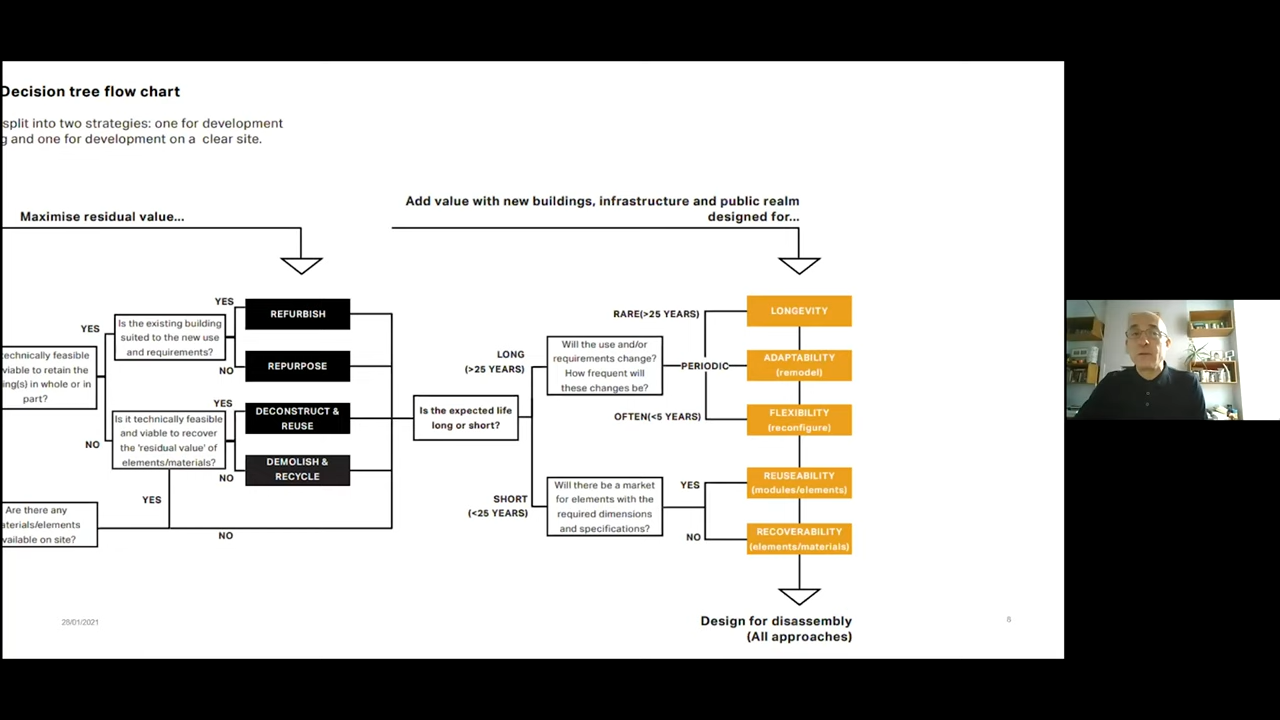 Decision tree flow chart
split into two strategies: one for development
g and one for development on a clear site.
Maximise residual value...
Add value with new buildings, infrastructure and public realm
designed for...
YES
technically feasible
viable to retain the
ing(s) in whole or in
part?
NO
YES
Is the existing building
suited to the new use
and requirements?
NO
YES
Is it technically feasible
and viable to recover
the 'residual value' of
elements/materials?
NO
Are there any
aterials/elements
vailable on site?
YES
NO
REFURBISH
REPURPOSE
DECONSTRUCT &
REUSE
DEMOLISH &
RECYCLE
Is the expected life
long or short?
LONG
(>25 YEARS)
SHORT
(<25 YEARS)
Will the use and/or
requirements change?
How frequent will
these changes be?
Will there be a market
for elements with the
required dimensions
and specifications?
RARE(>25 YEARS)
PERIODIC
OFTEN(<5 YEARS)
YES
NO
LONGEVITY
ADAPTABILITY
(remodel)
FLEXIBILITY
(reconfigure)
REUSEABILITY
(modules/elements)
RECOVERABILITY
(elements/materials)
Design for disassembly
(All approaches)
28/01/2021
8